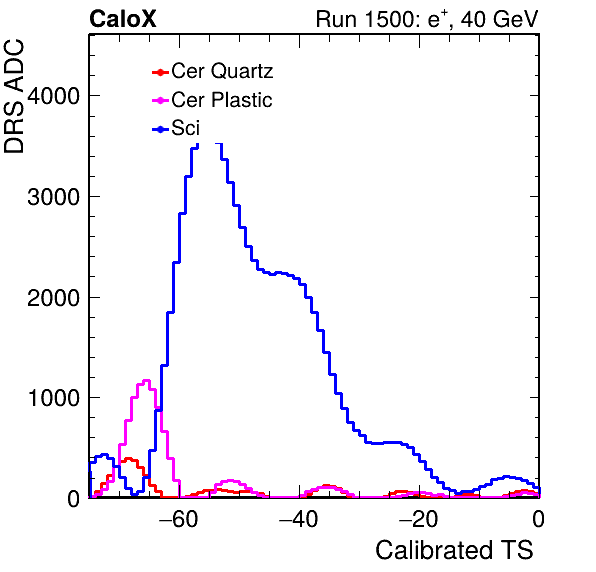 CaloX Run 1500: e⁺, 40 GeV
DRS ADC
Cer Quartz
Cer Plastic
Sci
4000
3000
2000
1000
0
−60 −40 −20 0
Calibrated TS